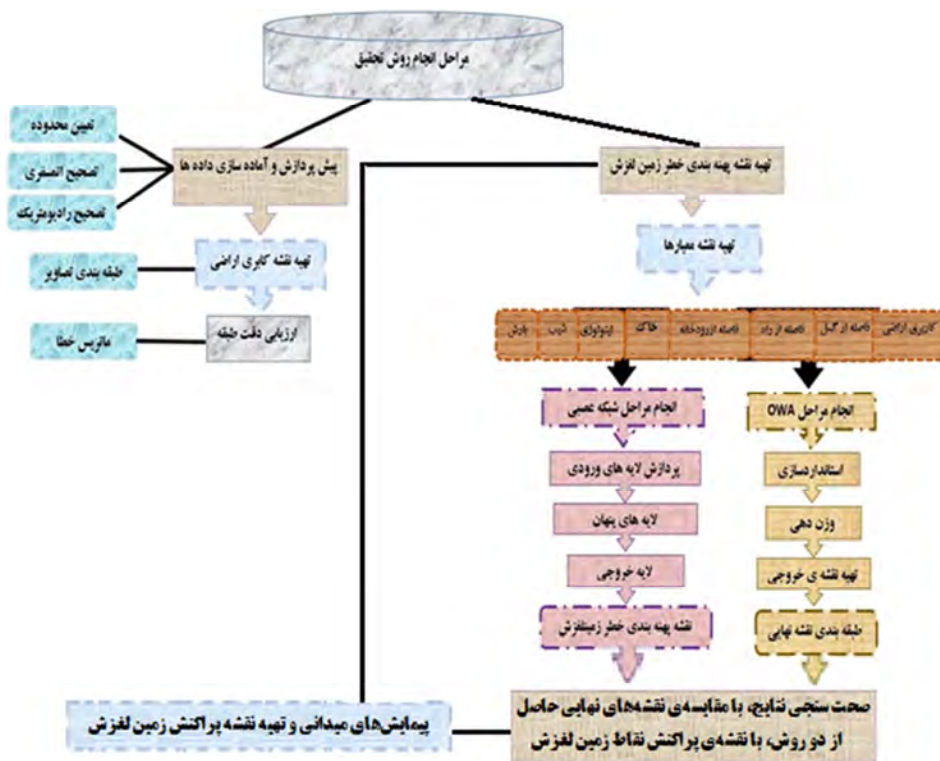 مراحل انجام روش تحقیق
تهیه نقشه پهنه بندی خطر زمین لغزش
پیش پردازش و آماده سازی داده ها
تعیین محدوده
تصحیح اتمسفری
تصحیح رادیومتریک
تهیه نقشه معیارها
تهیه نقشه کابری اراضی
طبقه بندی تصاویر
کاربری اراضی
فاصله از گسل
فاصله از راه
فاصله ازرودخانه
خاک
لیتولوژی
شیب
بارش
ارزیابی دقت طبقه
ماتریس خطا
انجام مراحل OWA
استانداردسازی
وزن دهی
تهیه نقشه ی خروجی
طبقه بندی نقشه نهایی
انجام مراحل شبکه عصبی
پردازش لایه های ورودی
لایه های پنهان
لایه خروجی
نقشه پهنه بندی خطر زمینلغزش
صحت سنجی نتایج، با مقایسه‌ی نقشه‌های نهایی حاصل
از دو روش، با نقشه‌ی پراکنش نقاط زمین لغزش
پیمایش‌های میدانی و تهیه نقشه پراکنش زمین لغزش